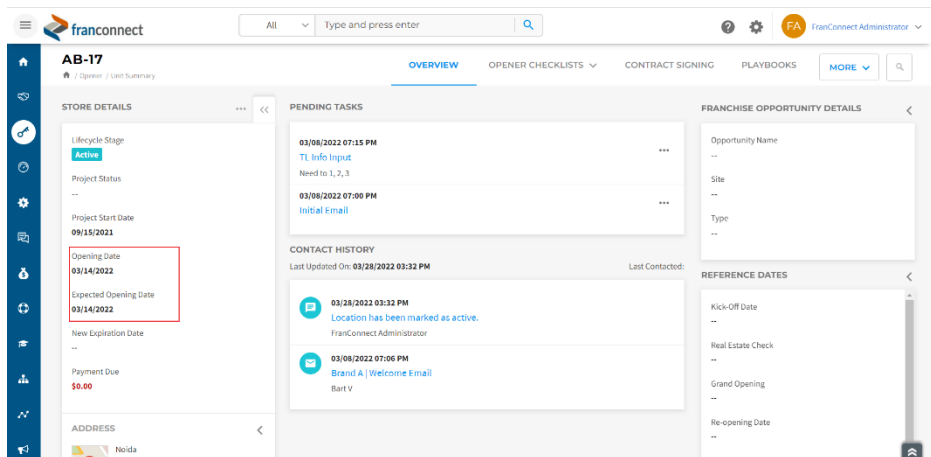 franconnect
All
Type and press enter
FA
FranConnect Administrator
AB-17
/ Opener / Unit Summary
OVERVIEW
OPENER CHECKLISTS
CONTRACT SIGNING
PLAYBOOKS
MORE
STORE DETAILS
Lifecycle Stage
Active
Project Status
--
Project Start Date
09/15/2021
Opening Date
03/14/2022
Expected Opening Date
03/14/2022
New Expiration Date
--
Payment Due
$0.00
ADDRESS
Noida
PENDING TASKS
03/08/2022 07:15 PM
TL Info Input
Need to 1, 2, 3
03/08/2022 07:00 PM
Initial Email
CONTACT HISTORY
Last Updated On: 03/28/2022 03:32 PM
Last Contacted:
03/28/2022 03:32 PM
Location has been marked as active.
FranConnect Administrator
03/08/2022 07:06 PM
Brand A | Welcome Email
Bart V
FRANCHISE OPPORTUNITY DETAILS
Opportunity Name
--
Site
--
Type
--
REFERENCE DATES
Kick-Off Date
--
Real Estate Check
--
Grand Opening
--
Re-opening Date
--